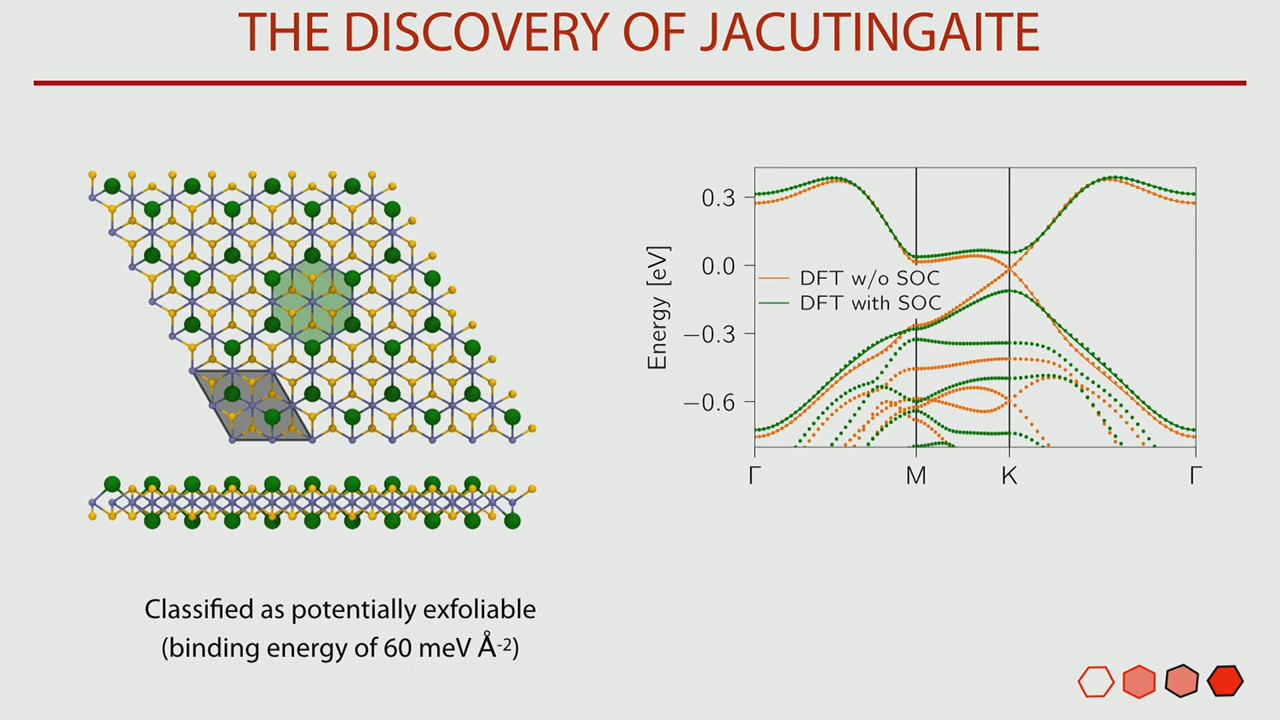 THE DISCOVERY OF JACUTINGAITE
Energy [eV]
0.3
0.0
−0.3
−0.6
DFT w/o SOC
DFT with SOC
Γ M K Γ
Classified as potentially exfoliable
(binding energy of 60 meV Å-2)